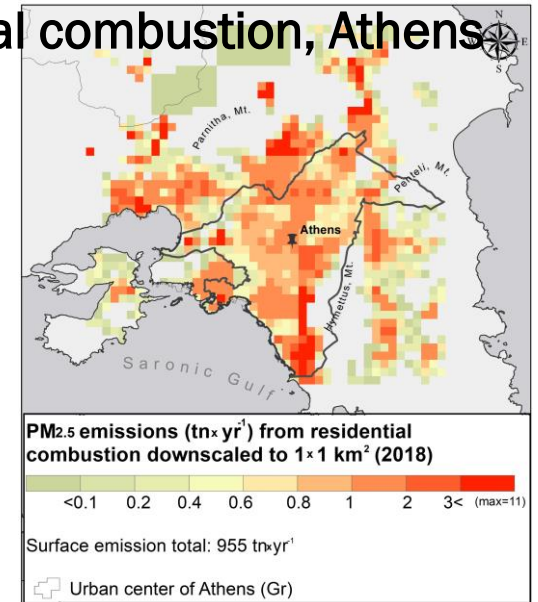 al combustion, Athens
N
E
S
Parnitha, Mt.
Penteli, Mt.
Athens
Hymettus, Mt.
Saronic Gulf
PM2.5 emissions (tn× yr⁻¹) from residential
combustion downscaled to 1×1 km² (2018)
<0.1 0.2 0.4 0.6 0.8 1 2 3< (max=11)
Surface emission total: 955 tn×yr⁻¹
Urban center of Athens (Gr)